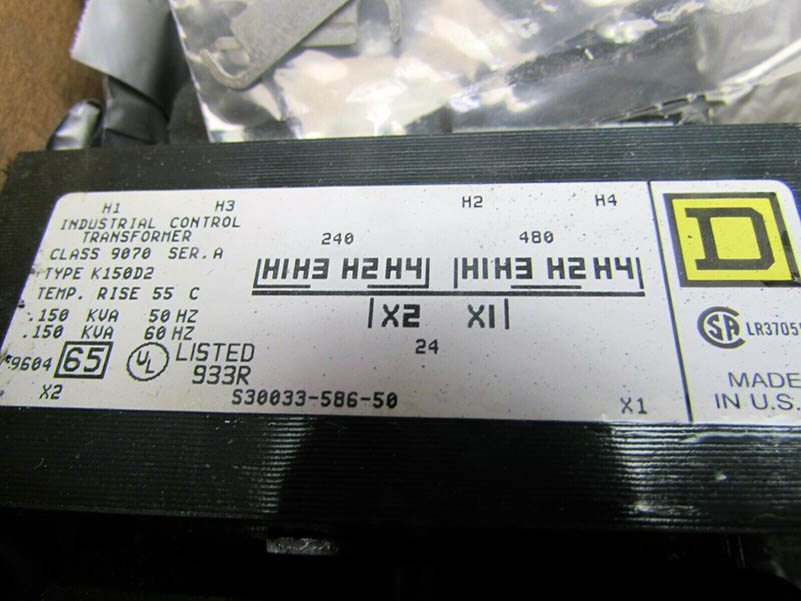 H1 H3 H2 H4
INDUSTRIAL CONTROL
TRANSFORMER
CLASS 9070 SER.A
TYPE K150D2
TEMP. RISE 55 C
.150 KVA 50 HZ
.150 KVA 60 HZ
9604 65 UL LISTED
933R
X2 S30033-586-50 X1
240 480
H1H3 H2H4 H1H3 H2H4
X2 X1
24
D
SA LR3705
MADE
IN U.S.